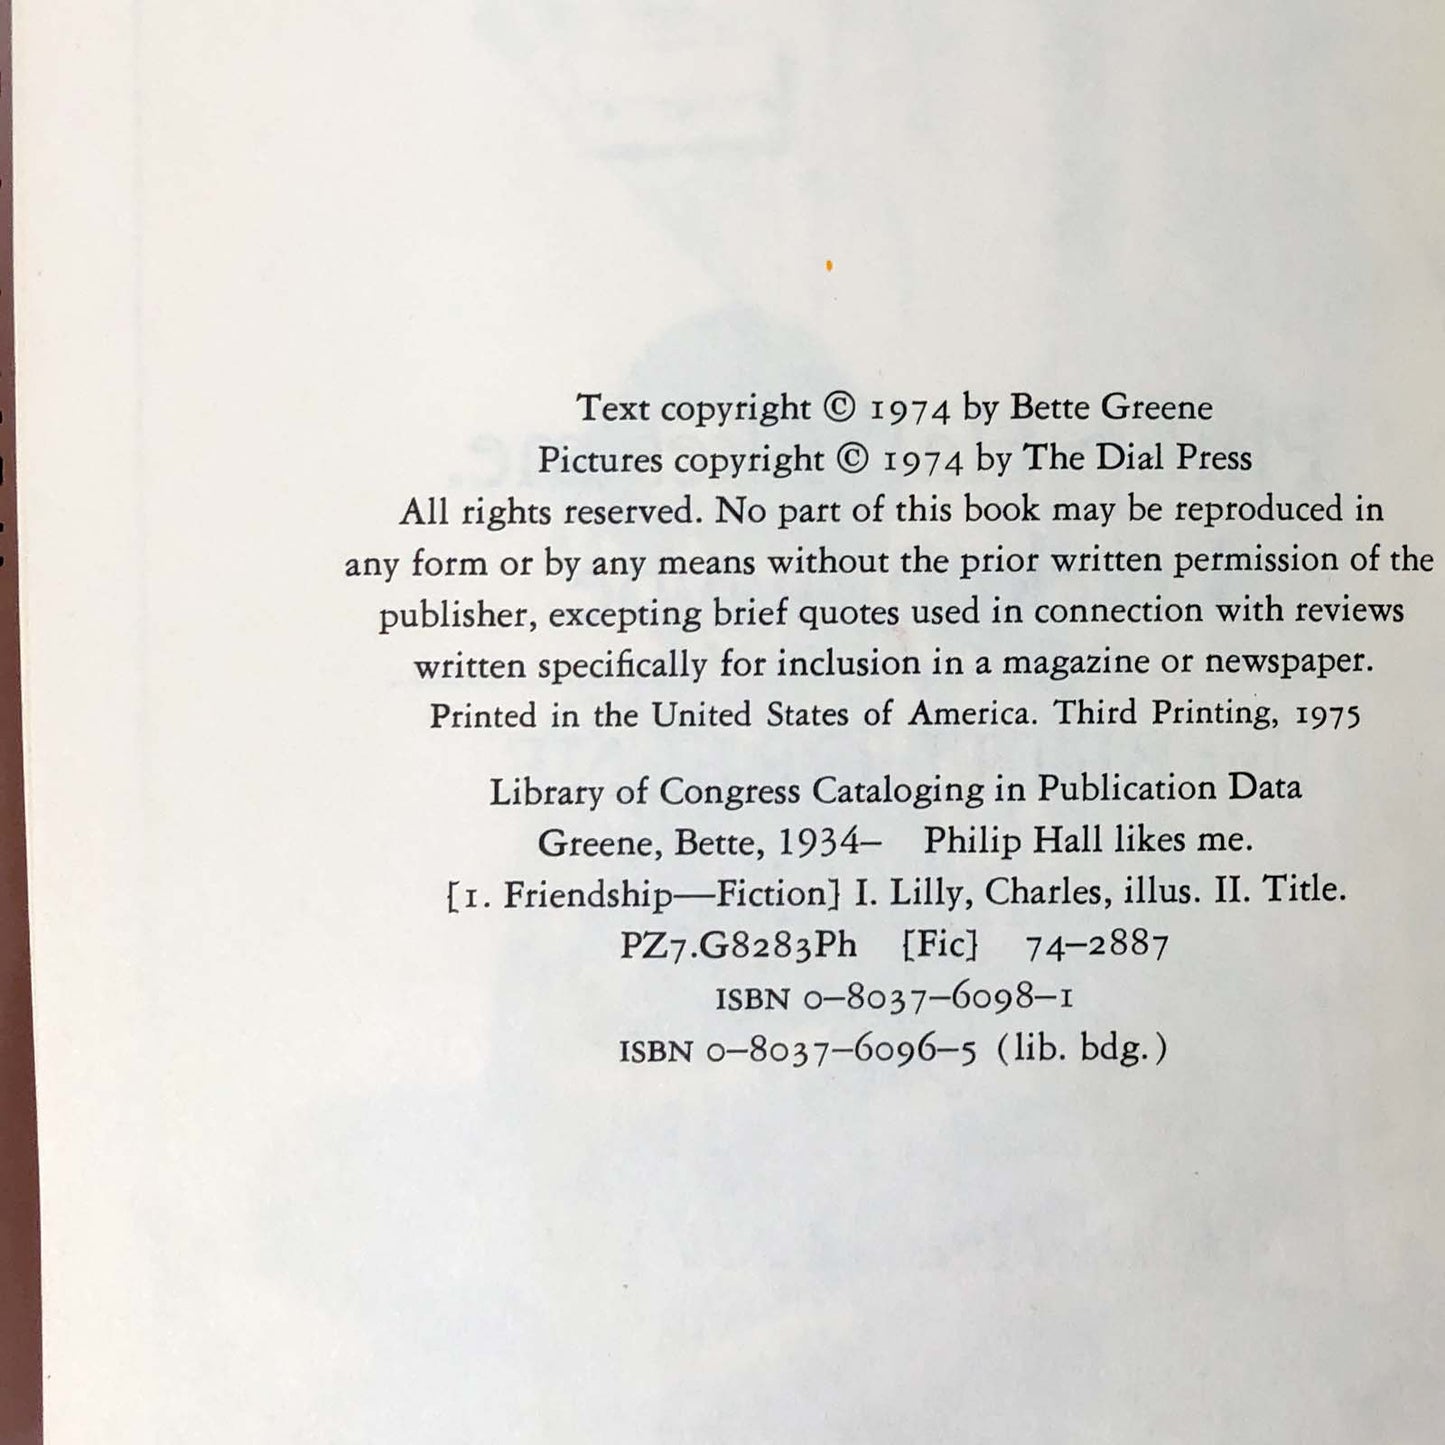 Text copyright © 1974 by Bette Greene
Pictures copyright © 1974 by The Dial Press
All rights reserved. No part of this book may be reproduced in
any form or by any means without the prior written permission of the
publisher, excepting brief quotes used in connection with reviews
written specifically for inclusion in a magazine or newspaper.
Printed in the United States of America. Third Printing, 1975
Library of Congress Cataloging in Publication Data
Greene, Bette, 1934– Philip Hall likes me.
[1. Friendship—Fiction] I. Lilly, Charles, illus. II. Title.
PZ7.G8283Ph [Fic] 74–2887
ISBN 0–8037–6098–1
ISBN 0–8037–6096–5 (lib. bdg.)